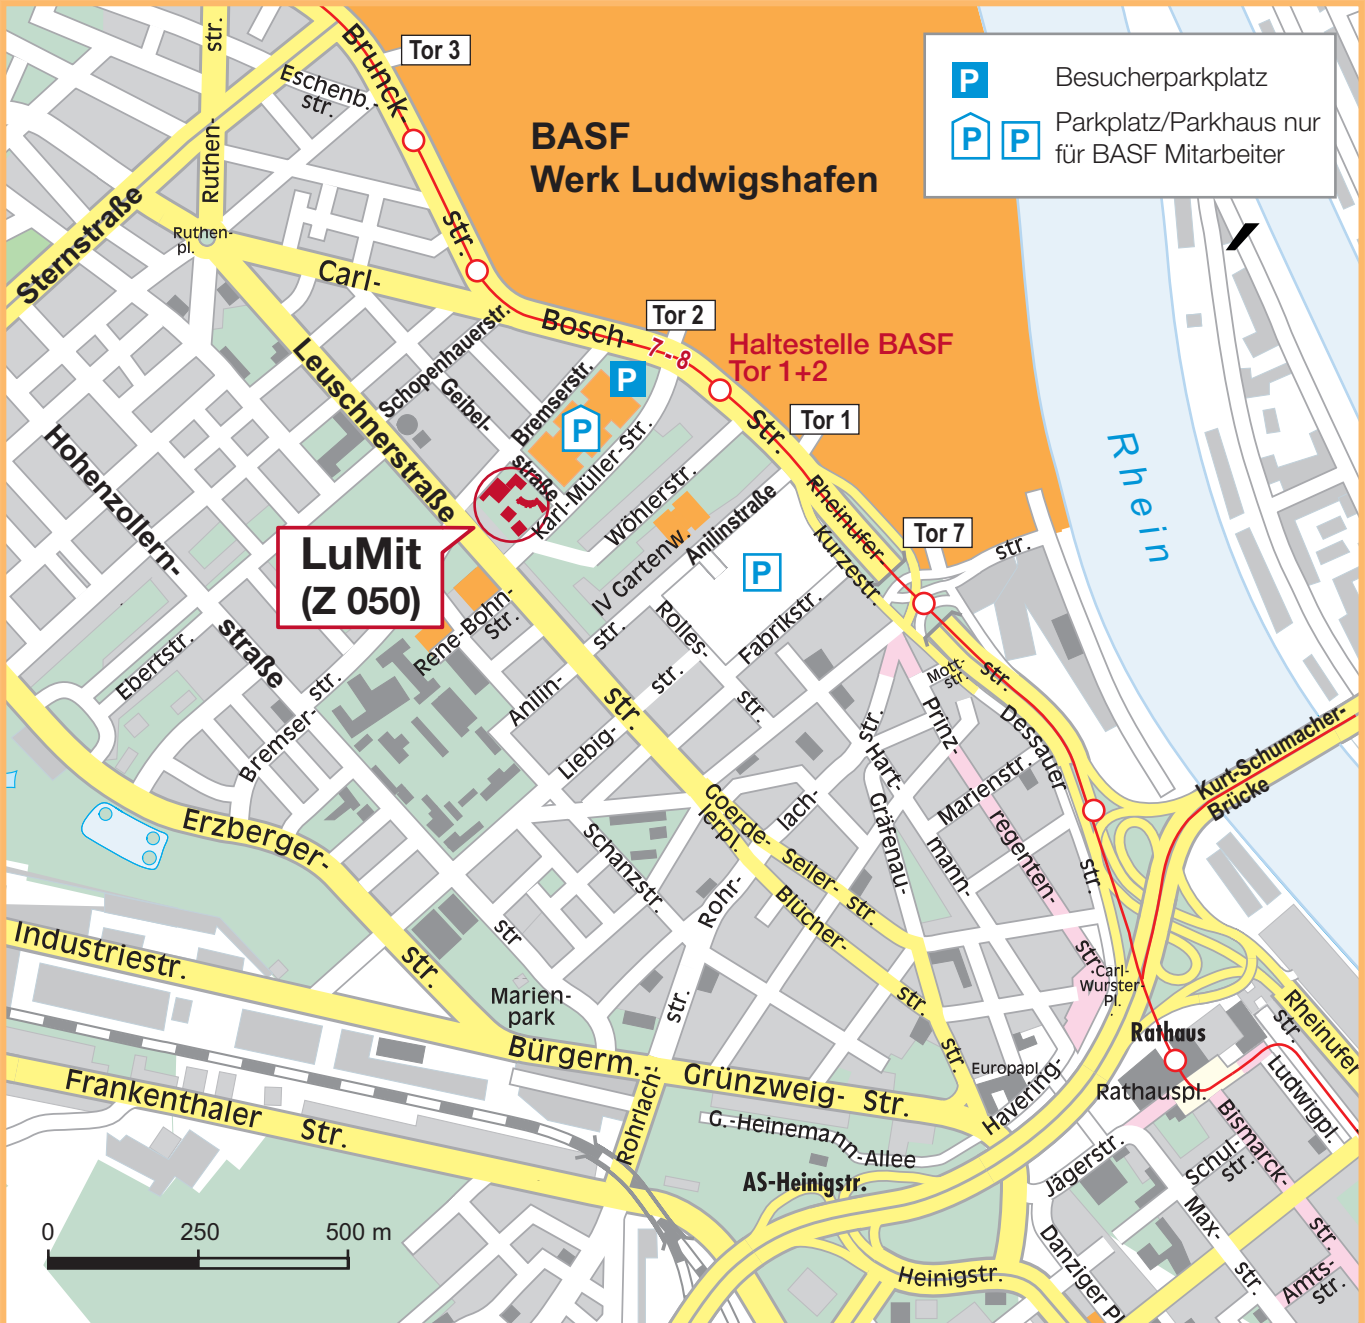 Tor 3
Brunck-
str.
Eschenb.-
str.
Ruthen-
str.
BASF
Werk Ludwigshafen
P
Besucherparkplatz
P P
Parkplatz/Parkhaus nur
für BASF Mitarbeiter
Sternstraße
Ruthen-
pl.
Carl-
Bosch-
Str.
Tor 2
7--8
Haltestelle BASF
Tor 1+2
Tor 1
Rhein
Leuschnerstraße
str.
Schopenhauerstr.
Geibel-
straße
Bremserstr.
P
P
Karl-Müller-Str.
Wöhlerstr.
IV Gartenw.
Anilinstraße
P
Rheinufer
str.
Kurzestr.
Tor 7
str.
Hohenzollern-
straße
LuMit
(Z 050)
Rene-Bohn-
Str.
Ebertstr.
Bremser-
str.
Anilin-
str.
Liebig-
str.
Rolles-
str.
Fabrikstr.
Mott-
str.
Prinz-
regenten-
str.
Dessauer
str.
Marienstr.
str.
Hart-
mann-
Gräfenau-
Kurt-Schumacher-
Brücke
Erzberger-
str.
Goerde-
lerpl.
lach-
Rohr-
str.
Seiler-
str.
Schanzstr.
str
Blücher-
str.
str.
Industriestr.
Marien-
park
Carl-
Wurster-
Pl.
Rathaus
Rathauspl.
Rheinufer
str.
Ludwigpl.
Europapl.
Havering-
Bürgerm.-
Grünzweig-
Str.
Frankenthaler
Str.
Rohrlach-
G.-Heinemann-Allee
AS-Heinigstr.
Jägerstr.
Schul-
str.
Bismarck-
str.
Max-
str.
Amts-
str.
Danziger Pl
Heinigstr.
0 250 500 m